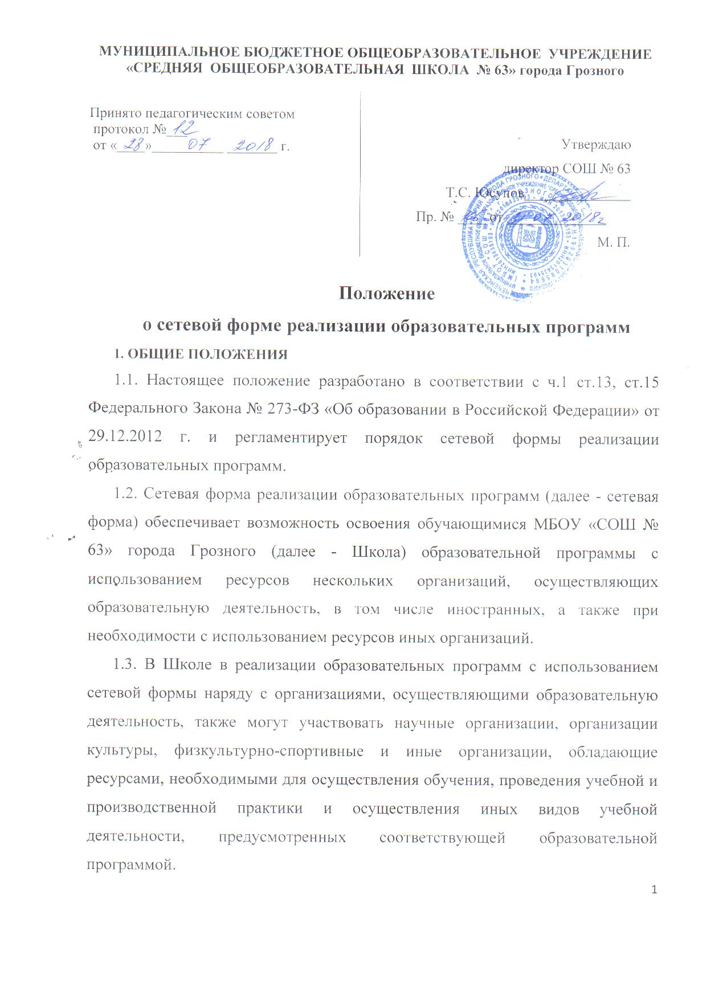 МУНИЦИПАЛЬНОЕ БЮДЖЕТНОЕ ОБЩЕОБРАЗОВАТЕЛЬНОЕ УЧРЕЖДЕНИЕ
«СРЕДНЯЯ ОБЩЕОБРАЗОВАТЕЛЬНАЯ ШКОЛА № 63» города Грозного
Принято педагогическим советом
протокол № 12
от «28» 07 2018 г.
Утверждаю
директор СОШ № 63
Т.С. Юсупов
Пр. № от 07 2018г
М. П.
Положение
о сетевой форме реализации образовательных программ
1. ОБЩИЕ ПОЛОЖЕНИЯ
1.1. Настоящее положение разработано в соответствии с ч.1 ст.13, ст.15
Федерального Закона № 273-ФЗ «Об образовании в Российской Федерации» от
29.12.2012 г. и регламентирует порядок сетевой формы реализации
образовательных программ.
1.2. Сетевая форма реализации образовательных программ (далее - сетевая
форма) обеспечивает возможность освоения обучающимися МБОУ «СОШ №
63» города Грозного (далее - Школа) образовательной программы с
использованием ресурсов нескольких организаций, осуществляющих
образовательную деятельность, в том числе иностранных, а также при
необходимости с использованием ресурсов иных организаций.
1.3. В Школе в реализации образовательных программ с использованием
сетевой формы наряду с организациями, осуществляющими образовательную
деятельность, также могут участвовать научные организации, организации
культуры, физкультурно-спортивные и иные организации, обладающие
ресурсами, необходимыми для осуществления обучения, проведения учебной и
производственной практики и осуществления иных видов учебной
деятельности, предусмотренных соответствующей образовательной
программой.
1